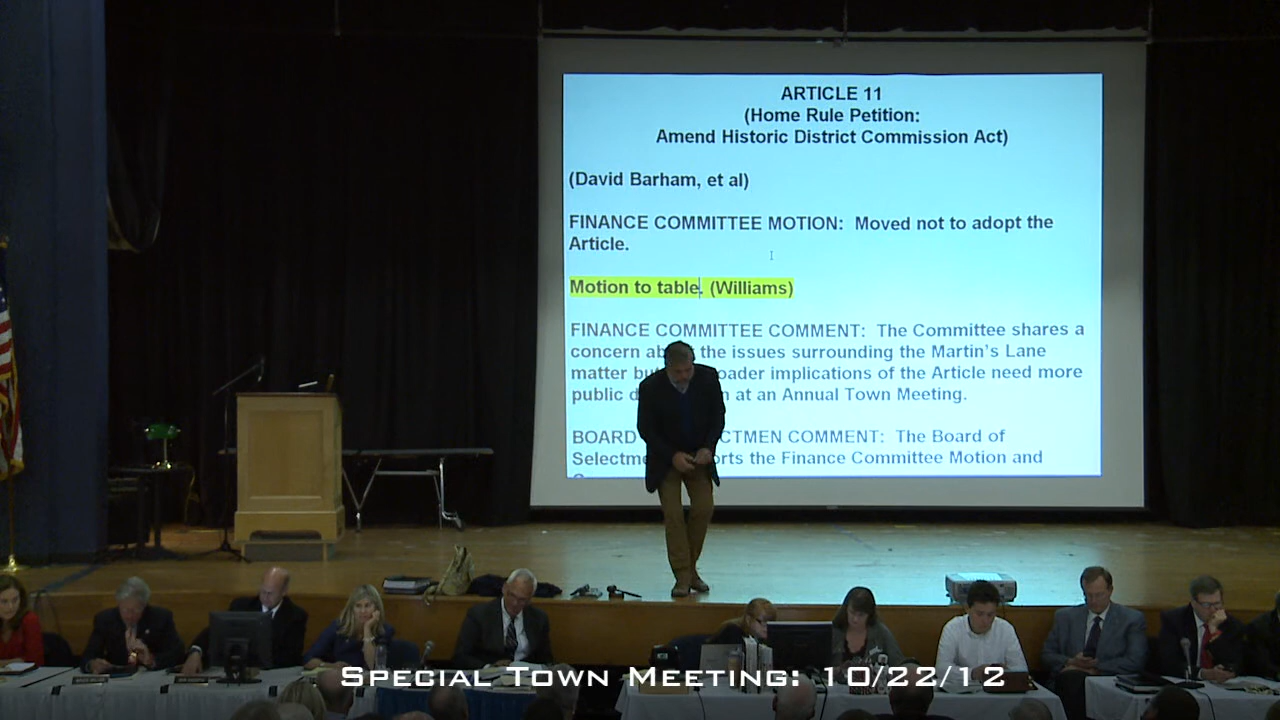 ARTICLE 11
(Home Rule Petition:
Amend Historic District Commission Act)
(David Barham, et al)
FINANCE COMMITTEE MOTION: Moved not to adopt the
Article.
Motion to table. (Williams)
FINANCE COMMITTEE COMMENT: The Committee shares a
concern the issues surrounding the Martin's Lane
matter implications of the Article need more
public at an Annual Town Meeting.
BOARD COMMENT: The Board of
the Finance Committee Motion and
Special Town Meeting: 10/22/12